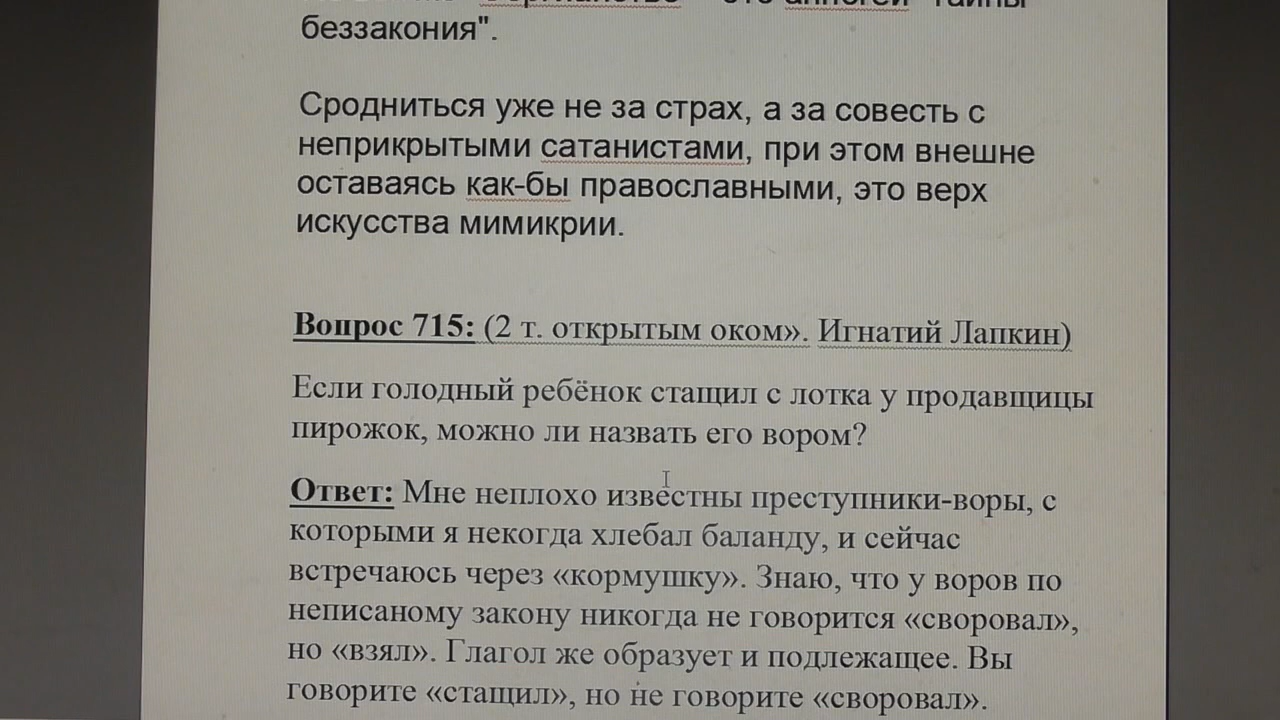 беззакония".
Сродниться уже не за страх, а за совесть с
неприкрытыми сатанистами, при этом внешне
оставаясь как-бы православными, это верх
искусства мимикрии.
Вопрос 715: (2 т. открытым оком». Игнатий Лапкин)
Если голодный ребёнок стащил с лотка у продавщицы
пирожок, можно ли назвать его вором?
Ответ: Мне неплохо известны преступники-воры, с
которыми я некогда хлебал баланду, и сейчас
встречаюсь через «кормушку». Знаю, что у воров по
неписаному закону никогда не говорится «своровал»,
но «взял». Глагол же образует и подлежащее. Вы
говорите «стащил», но не говорите «своровал».